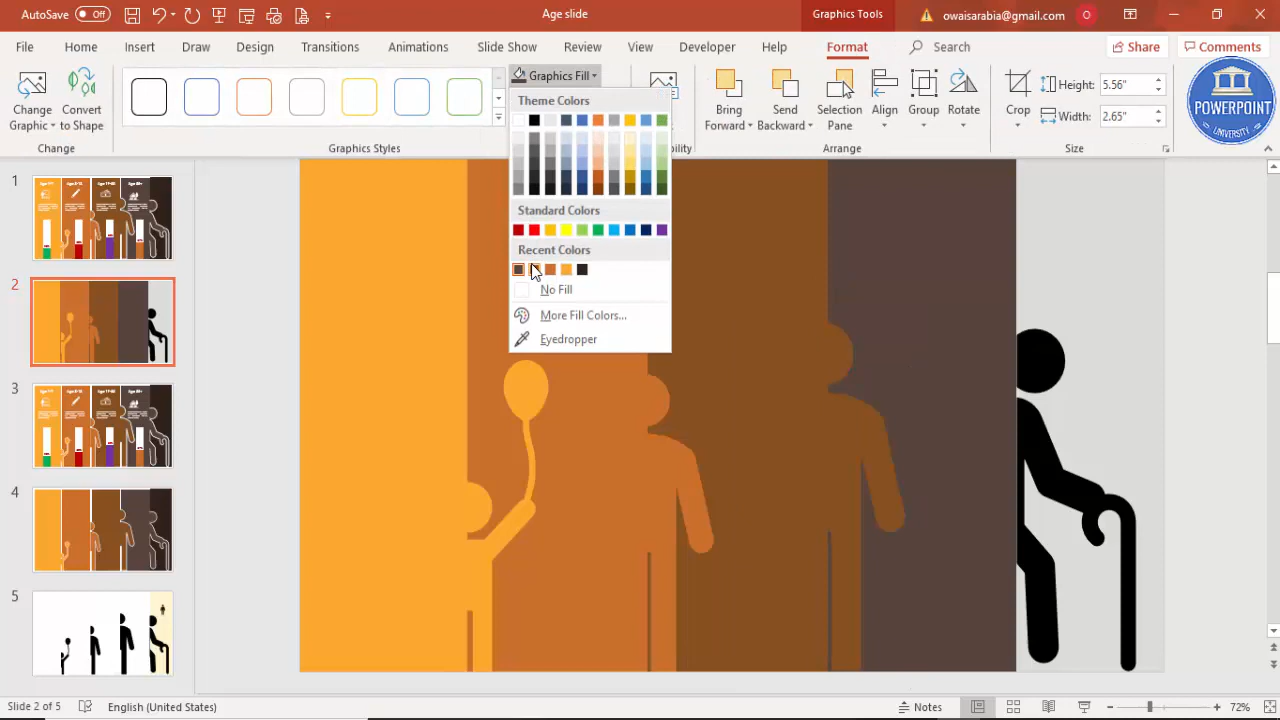 AutoSave Off
Age slide
Graphics Tools
owaisarabia@gmail.com
O
File
Home
Insert
Draw
Design
Transitions
Animations
Slide Show
Review
View
Developer
Help
Format
Search
Share
Comments
Change
Graphic
Convert
to Shape
Graphics Fill
Bring
Forward
Send
Backward
Selection
Pane
Align
Group
Rotate
Crop
Height: 5.56"
Width: 2.65"
POWERPOINT
UNIVERSITY
Change
Graphics Styles
Arrange
Size
Theme Colors
Standard Colors
Recent Colors
No Fill
More Fill Colors...
Eyedropper
1
2
3
4
5
Slide 2 of 5
English (United States)
Notes
72%